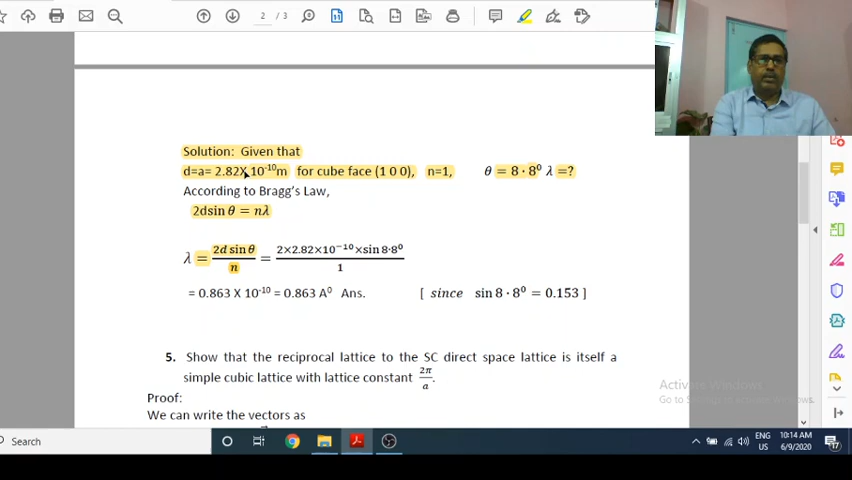 2 / 3
Solution: Given that
d=a= 2.82X 10⁻¹⁰m for cube face (1 0 0), n=1, θ = 8 · 8⁰ λ =?
According to Bragg's Law,
2dsin θ = nλ
λ = 2d sin θ / n = 2×2.82×10⁻¹⁰×sin 8·8⁰ / 1
= 0.863 X 10⁻¹⁰ = 0.863 A⁰ Ans. [ since sin 8 · 8⁰ = 0.153 ]
5. Show that the reciprocal lattice to the SC direct space lattice is itself a
simple cubic lattice with lattice constant 2π / a.
Proof:
We can write the vectors as
Activate Windows
Search
ENG
US
10:14 AM
6/9/2020
17